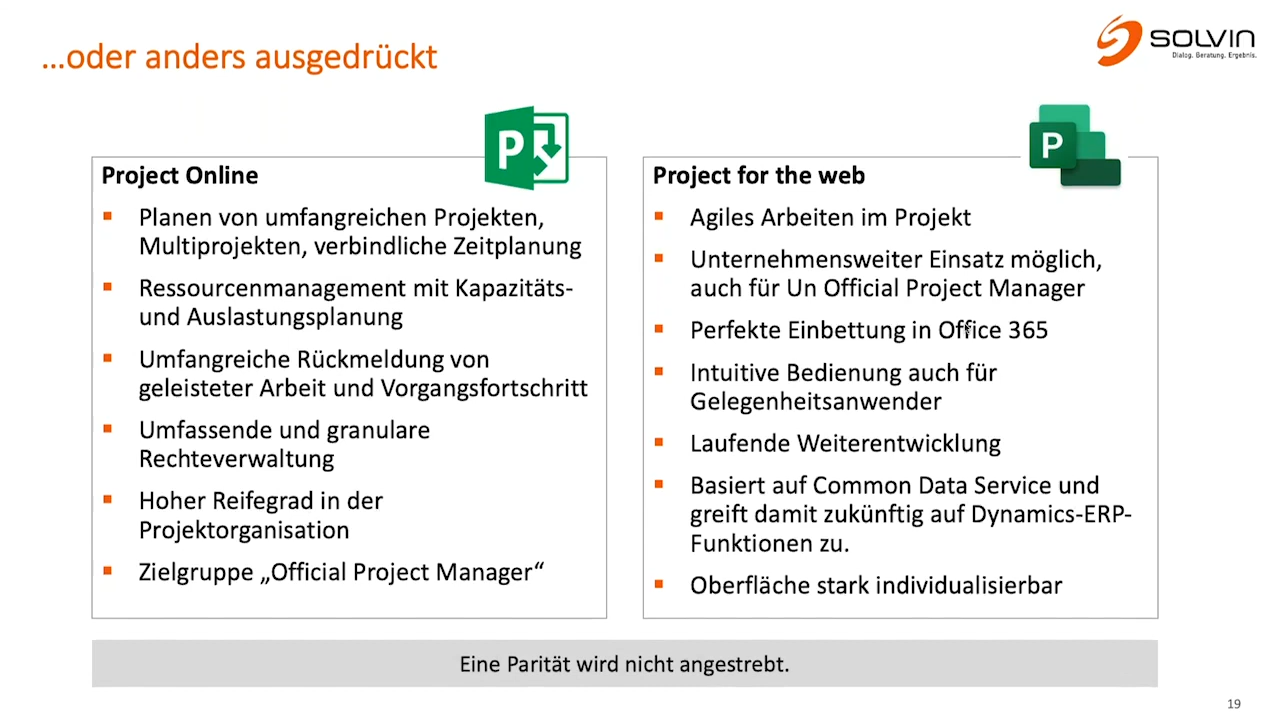 …oder anders ausgedrückt
SOLVIN
Dialog. Beratung. Ergebnis.
P
Project Online
Planen von umfangreichen Projekten,
Multiprojekten, verbindliche Zeitplanung
Ressourcenmanagement mit Kapazitäts-
und Auslastungsplanung
Umfangreiche Rückmeldung von
geleisteter Arbeit und Vorgangsfortschritt
Umfassende und granulare
Rechteverwaltung
Hoher Reifegrad in der
Projektorganisation
Zielgruppe „Official Project Manager“
P
Project for the web
Agiles Arbeiten im Projekt
Unternehmensweiter Einsatz möglich,
auch für Un Official Project Manager
Perfekte Einbettung in Office 365
Intuitive Bedienung auch für
Gelegenheitsanwender
Laufende Weiterentwicklung
Basiert auf Common Data Service und
greift damit zukünftig auf Dynamics-ERP-
Funktionen zu.
Oberfläche stark individualisierbar
Eine Parität wird nicht angestrebt.
19